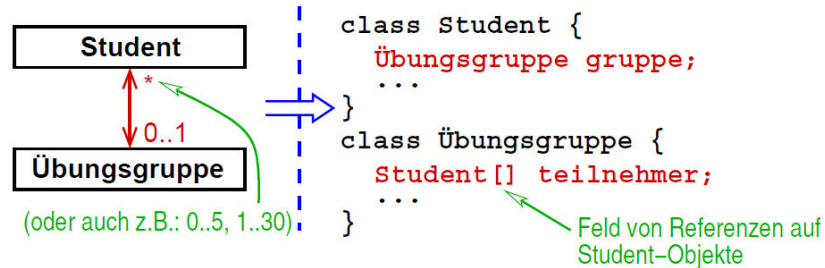 Student
*
0..1
Übungsgruppe
(oder auch z.B.: 0..5, 1..30)
class Student {
Übungsgruppe gruppe;
...
}
class Übungsgruppe {
Student[] teilnehmer;
...
}
Feld von Referenzen auf
Student–Objekte